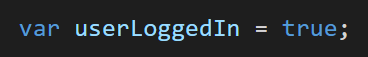 var userLoggedIn = true;